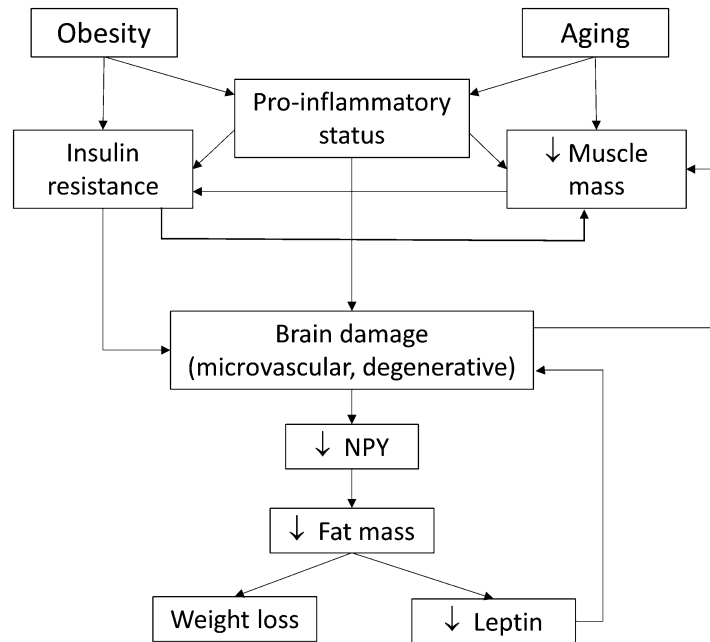 Obesity
Aging
Pro-inflammatory
status
Insulin
resistance
↓ Muscle
mass
Brain damage
(microvascular, degenerative)
↓ NPY
↓ Fat mass
Weight loss
↓ Leptin